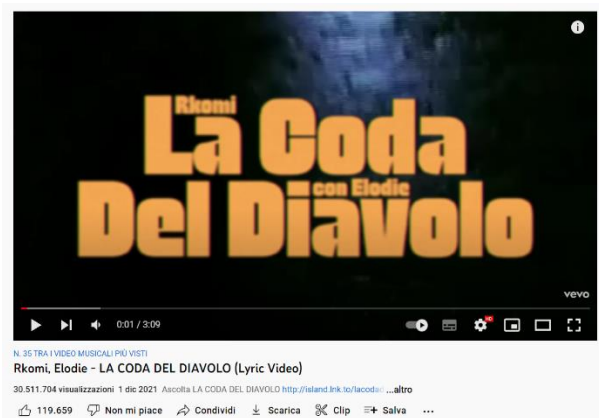 Rkomi
La Coda
con Elodie
Del Diavolo
vevo
0:01 / 3:09
HD
N. 35 TRA I VIDEO MUSICALI PIÙ VISTI
Rkomi, Elodie - LA CODA DEL DIAVOLO (Lyric Video)
30.511.704 visualizzazioni 1 dic 2021 Ascolta LA CODA DEL DIAVOLO http://island.lnk.to/lacodad ...altro
119.659 Non mi piace Condividi Scarica Clip Salva ...